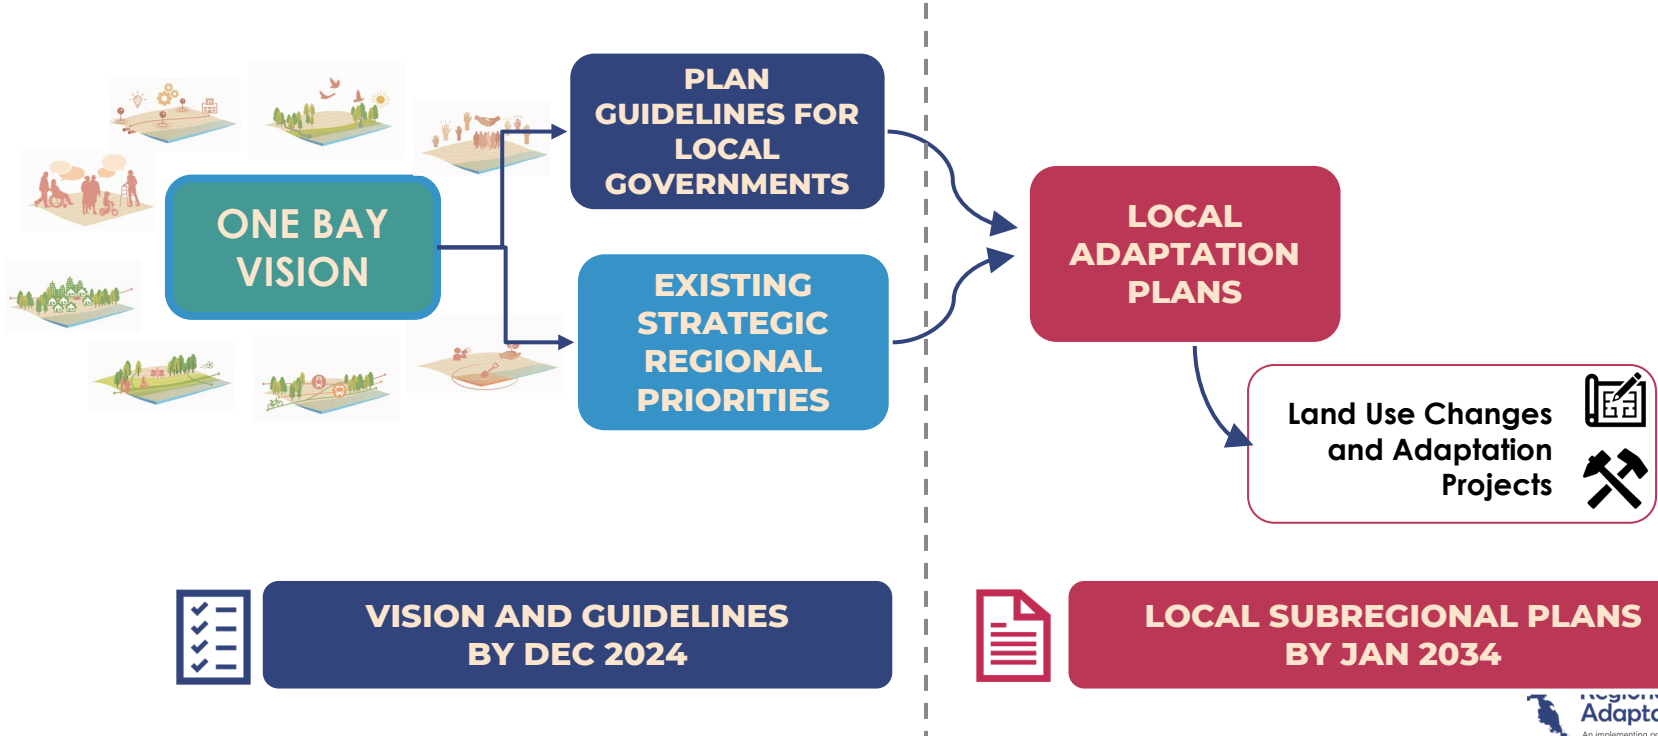 PLAN
GUIDELINES FOR
LOCAL
GOVERNMENTS
ONE BAY
VISION
EXISTING
STRATEGIC
REGIONAL
PRIORITIES
LOCAL
ADAPTATION
PLANS
Land Use Changes
and Adaptation
Projects
VISION AND GUIDELINES
BY DEC 2024
LOCAL SUBREGIONAL PLANS
BY JAN 2034